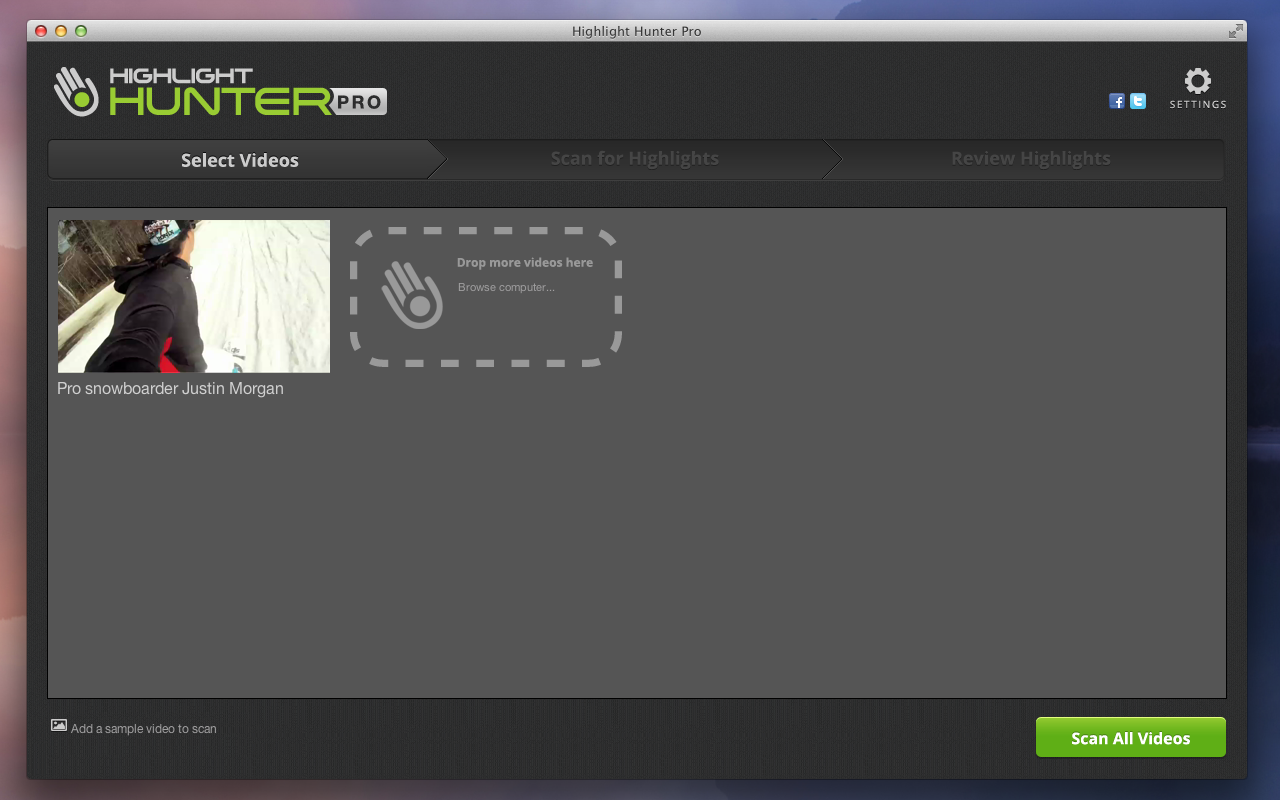 Highlight Hunter Pro
HIGHLIGHT
HUNTER PRO
SETTINGS
Select Videos
Scan for Highlights
Review Highlights
Drop more videos here
Browse computer...
Pro snowboarder Justin Morgan
Add a sample video to scan
Scan All Videos